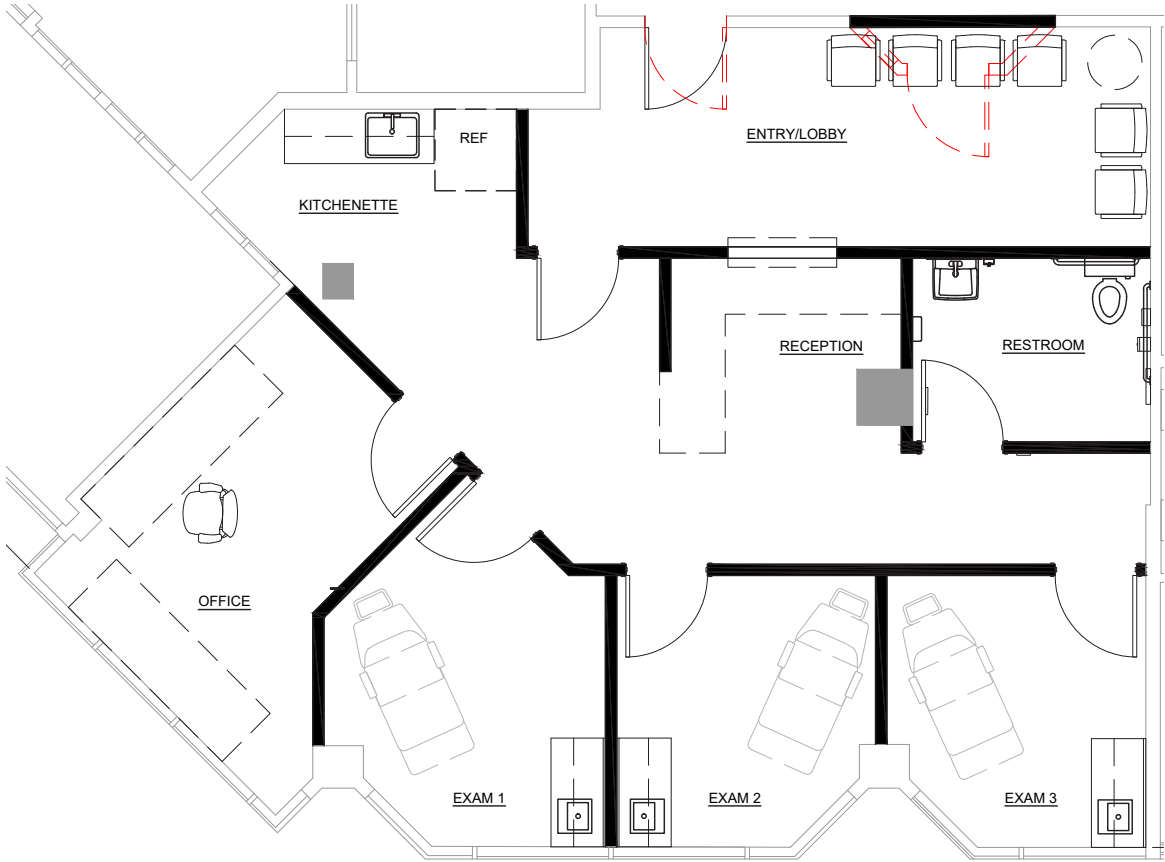 REF
ENTRY/LOBBY
KITCHENETTE
RECEPTION
RESTROOM
OFFICE
EXAM 1
EXAM 2
EXAM 3